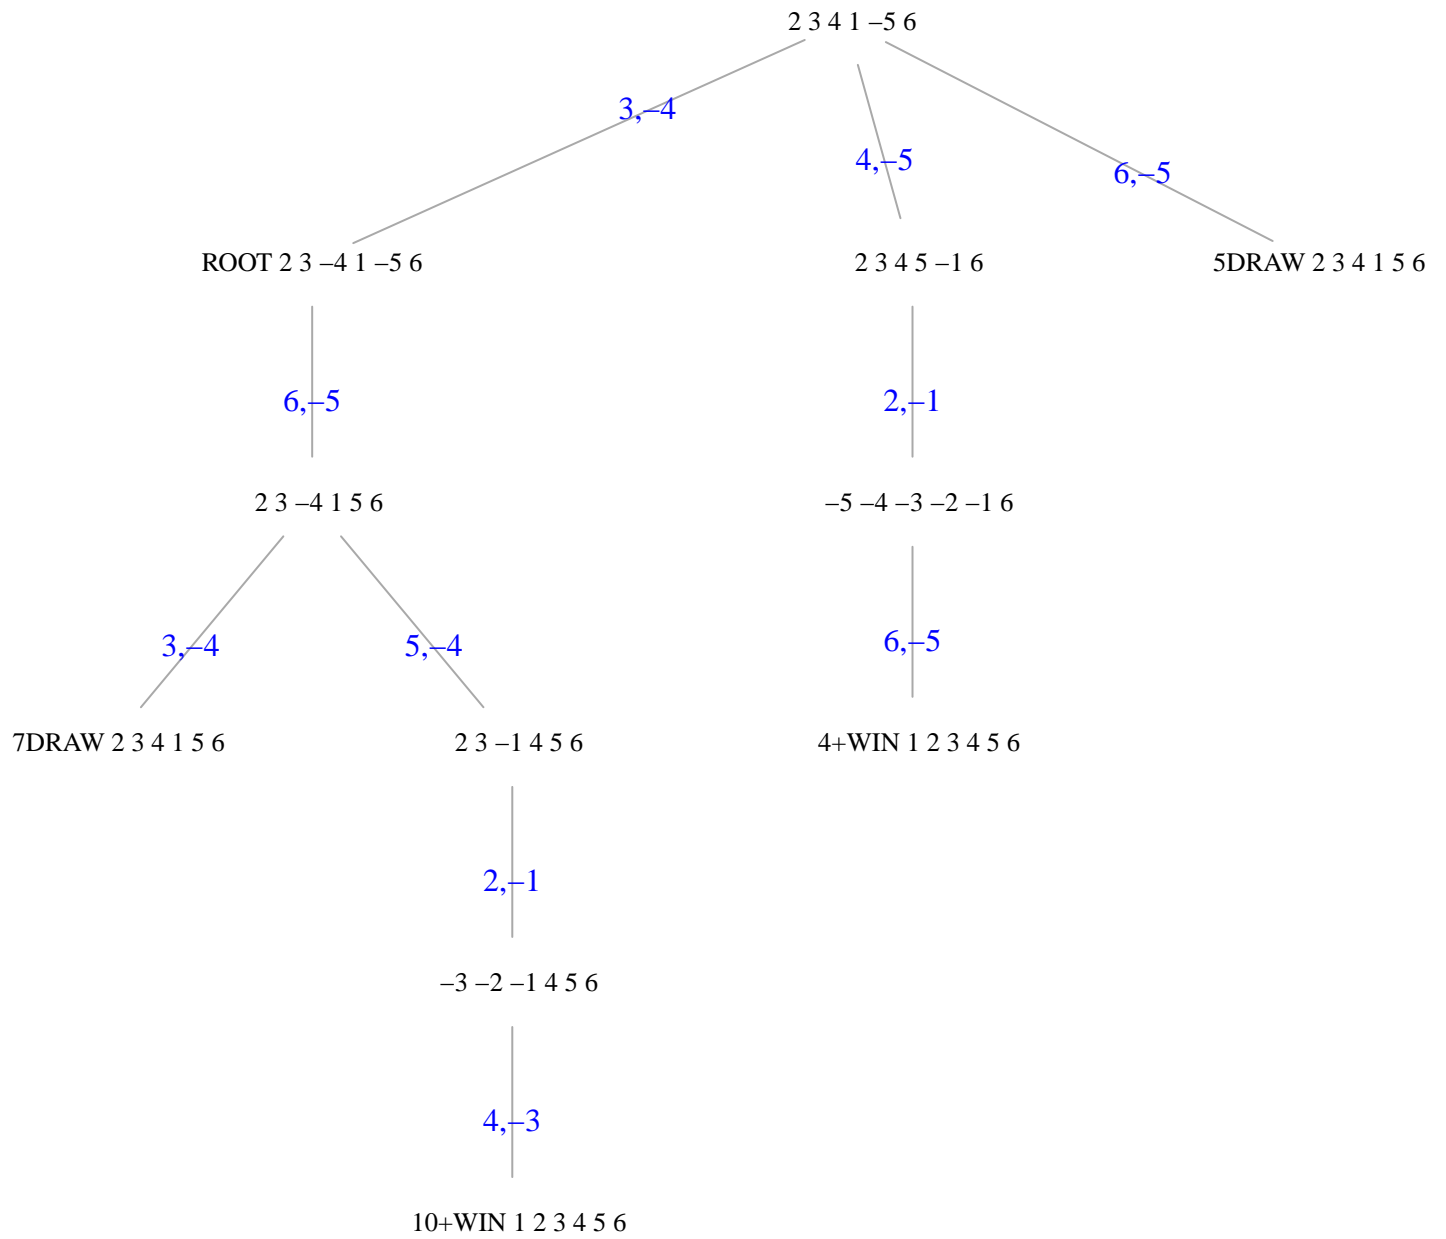 2 3 4 1 –5 6
3,–4
4,–5
6,–5
ROOT 2 3 –4 1 –5 6
2 3 4 5 –1 6
5DRAW 2 3 4 1 5 6
6,–5
2,–1
2 3 –4 1 5 6
–5 –4 –3 –2 –1 6
3,–4
5,–4
6,–5
7DRAW 2 3 4 1 5 6
2 3 –1 4 5 6
4+WIN 1 2 3 4 5 6
2,–1
–3 –2 –1 4 5 6
4,–3
10+WIN 1 2 3 4 5 6